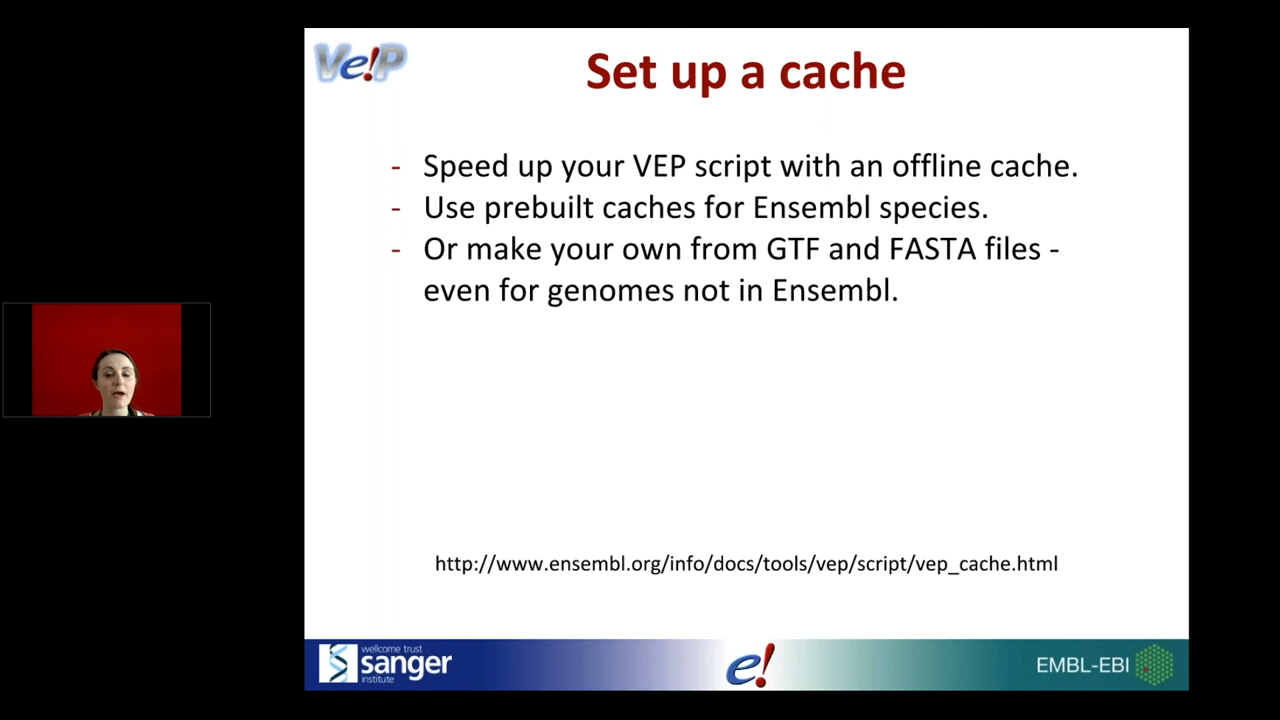 Ve!P
Set up a cache
- Speed up your VEP script with an offline cache.
- Use prebuilt caches for Ensembl species.
- Or make your own from GTF and FASTA files -
even for genomes not in Ensembl.
http://www.ensembl.org/info/docs/tools/vep/script/vep_cache.html
wellcome trust
sanger
institute
e!
EMBL-EBI